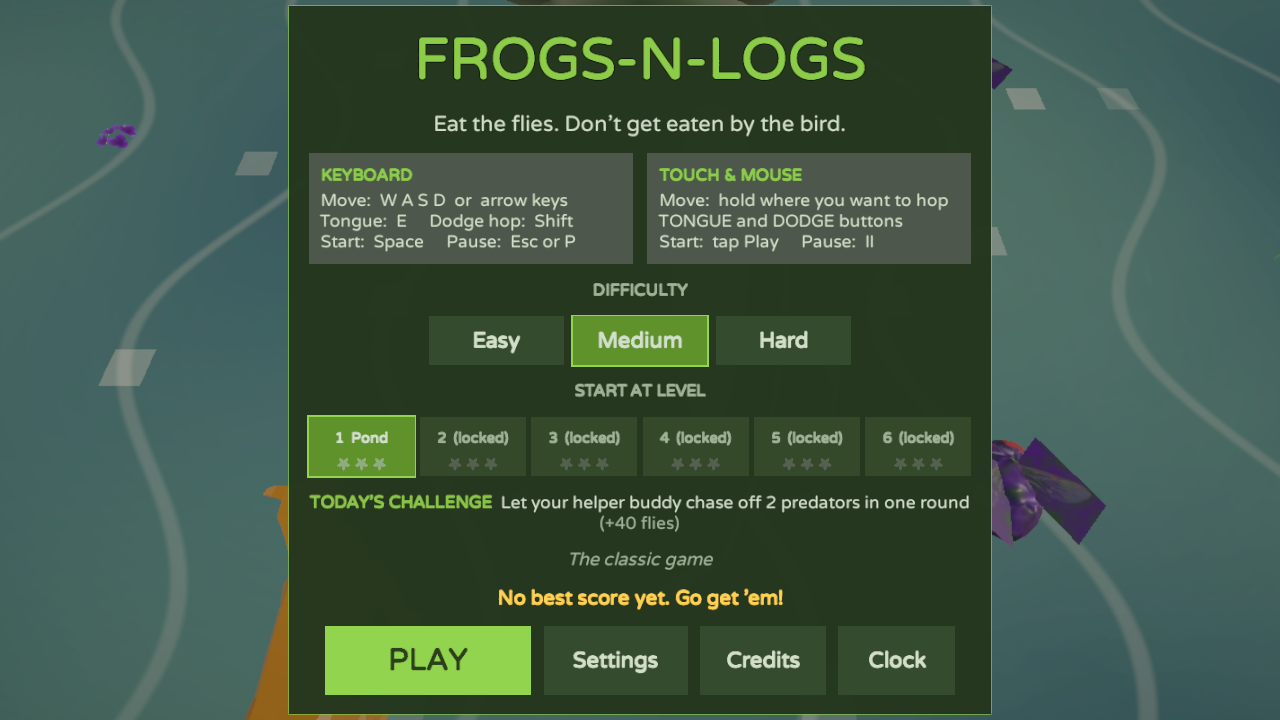 FROGS-N-LOGS
Eat the flies. Don’t get eaten by the bird.
KEYBOARD
Move: W A S D or arrow keys
Tongue: E Dodge hop: Shift
Start: Space Pause: Esc or P
TOUCH & MOUSE
Move: hold where you want to hop
TONGUE and DODGE buttons
Start: tap Play Pause: II
DIFFICULTY
Easy Medium Hard
START AT LEVEL
1 Pond 2 (locked) 3 (locked) 4 (locked) 5 (locked) 6 (locked)
TODAY’S CHALLENGE Let your helper buddy chase off 2 predators in one round
(+40 flies)
The classic game
No best score yet. Go get ’em!
PLAY Settings Credits Clock